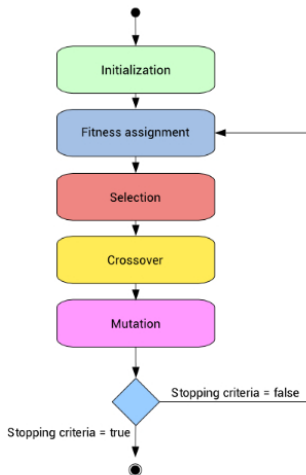 Initialization
Fitness assignment
Selection
Crossover
Mutation
Stopping criteria = false
Stopping criteria = true